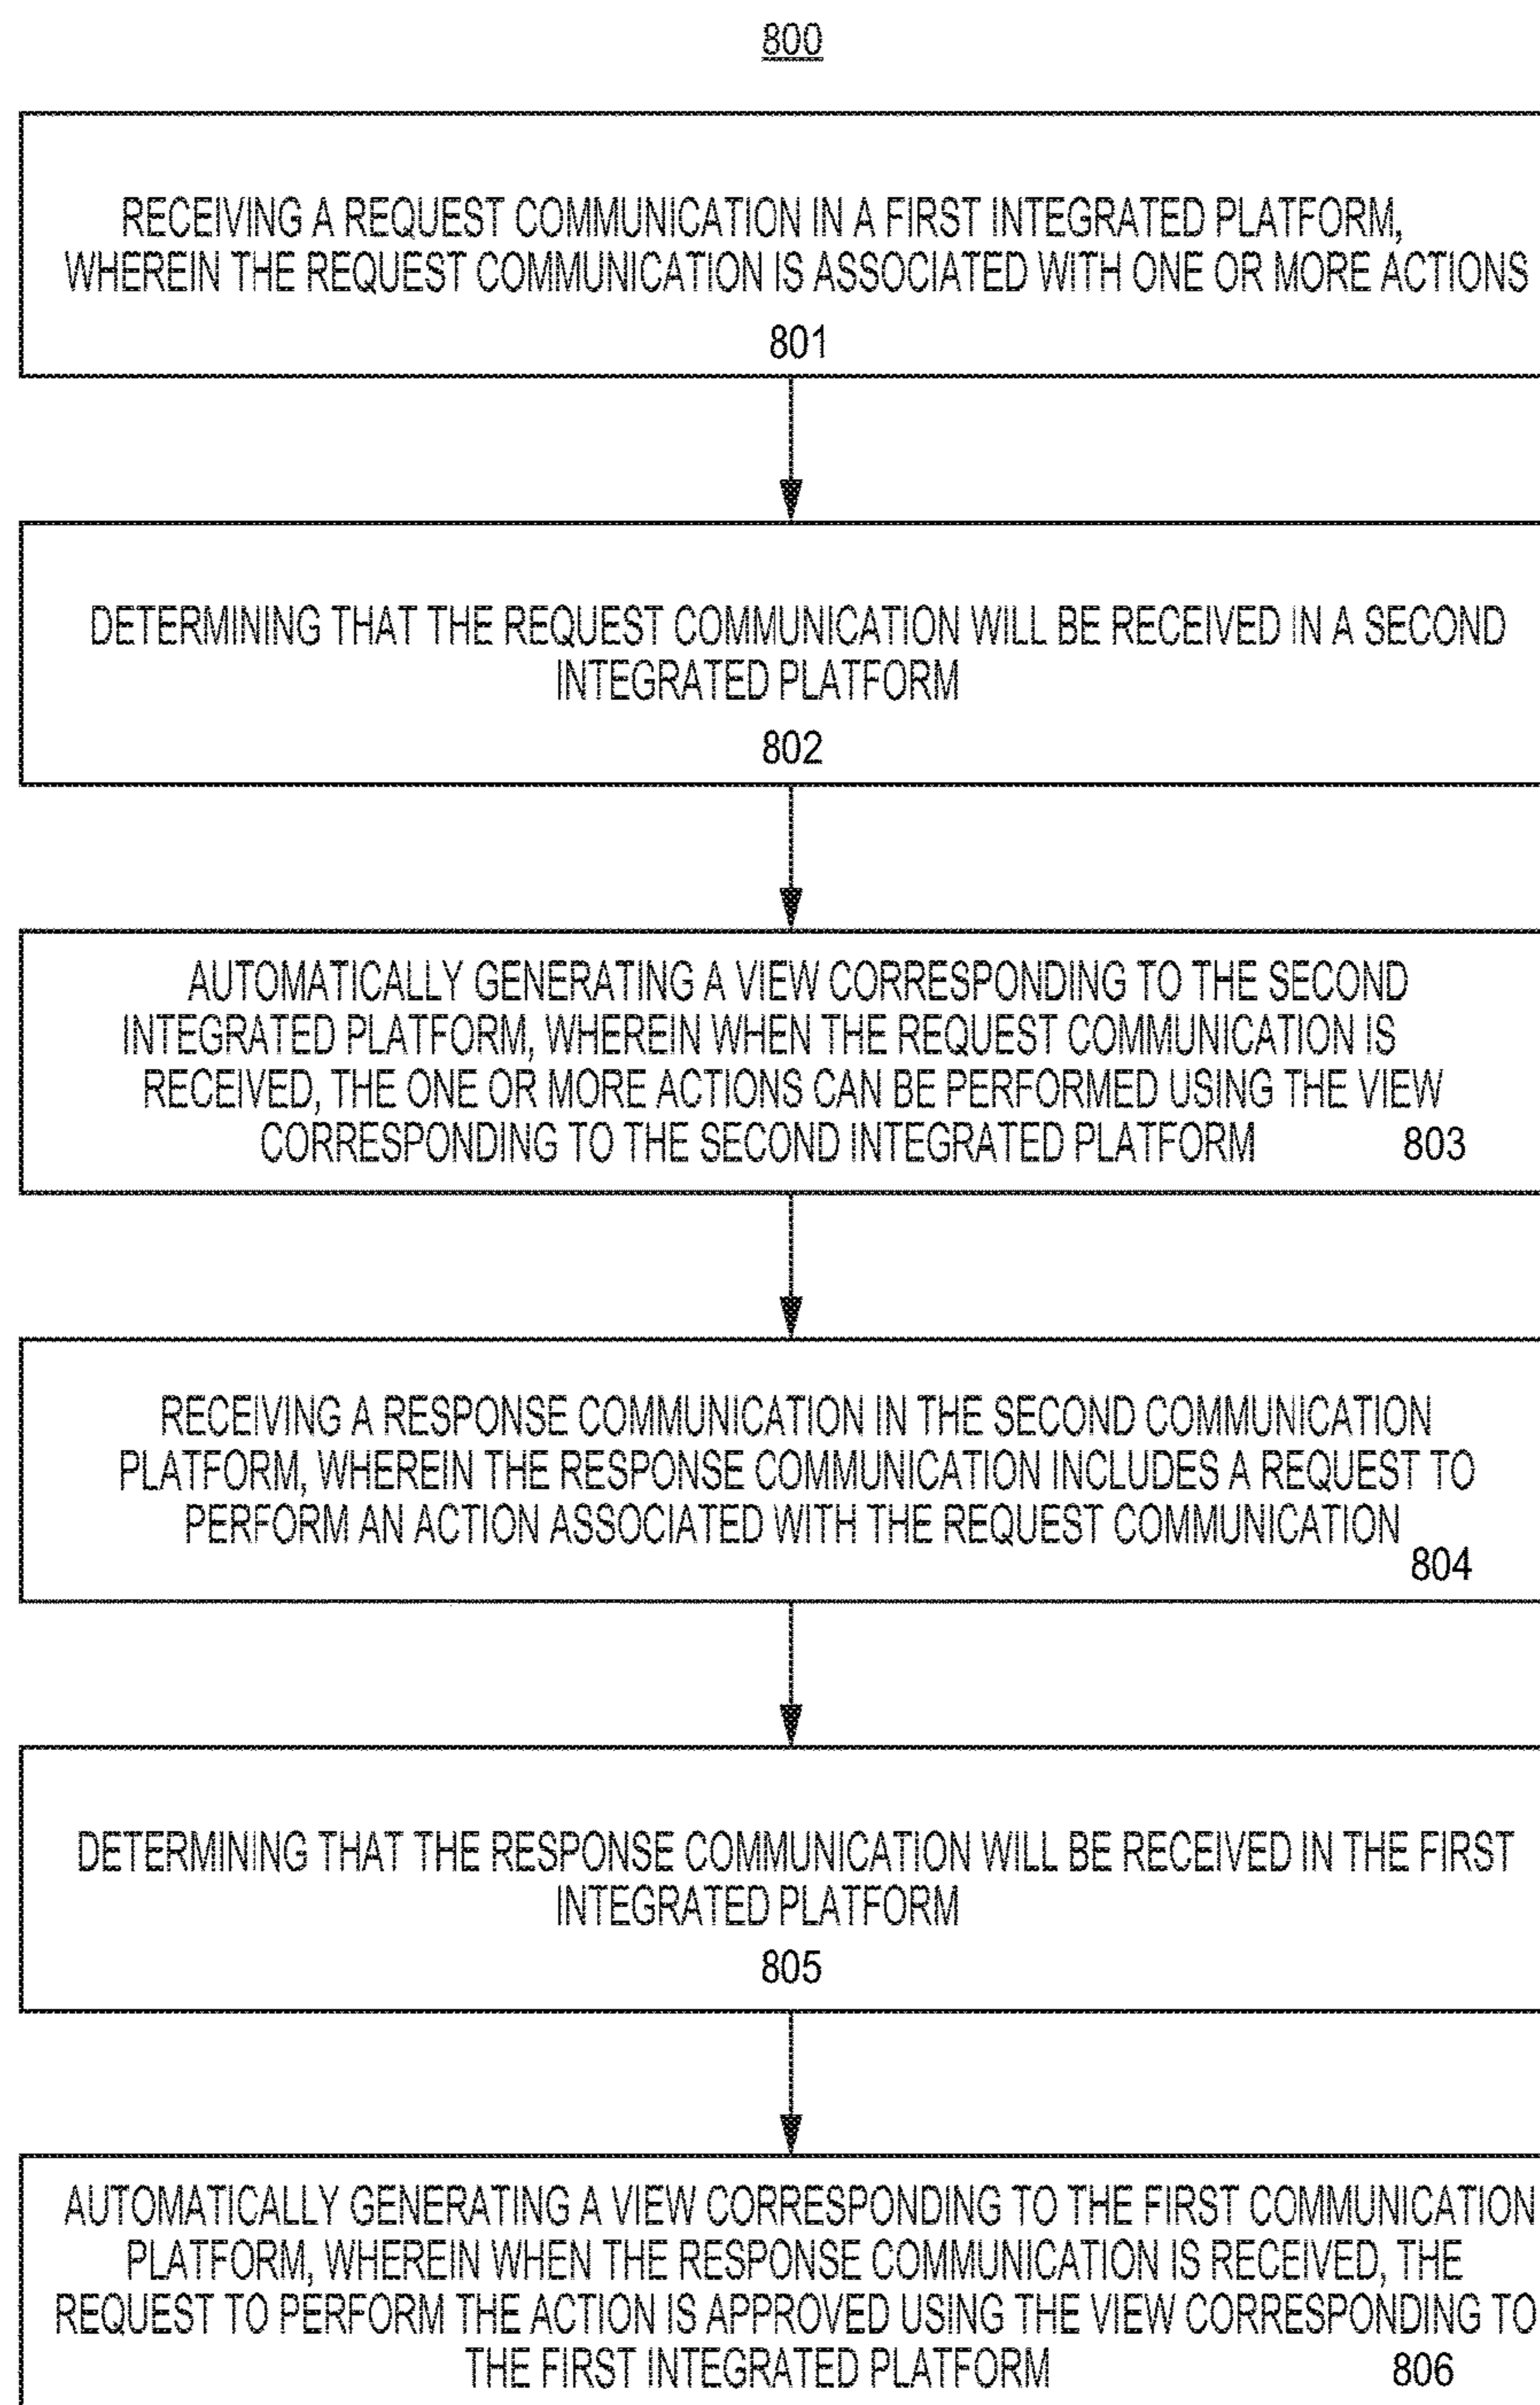 800
RECEIVING A REQUEST COMMUNICATION IN A FIRST INTEGRATED PLATFORM,
WHEREIN THE REQUEST COMMUNICATION IS ASSOCIATED WITH ONE OR MORE ACTIONS
801
DETERMINING THAT THE REQUEST COMMUNICATION WILL BE RECEIVED IN A SECOND
INTEGRATED PLATFORM
802
AUTOMATICALLY GENERATING A VIEW CORRESPONDING TO THE SECOND
INTEGRATED PLATFORM, WHEREIN WHEN THE REQUEST COMMUNICATION IS
RECEIVED, THE ONE OR MORE ACTIONS CAN BE PERFORMED USING THE VIEW
CORRESPONDING TO THE SECOND INTEGRATED PLATFORM 803
RECEIVING A RESPONSE COMMUNICATION IN THE SECOND COMMUNICATION
PLATFORM, WHEREIN THE RESPONSE COMMUNICATION INCLUDES A REQUEST TO
PERFORM AN ACTION ASSOCIATED WITH THE REQUEST COMMUNICATION
804
DETERMINING THAT THE RESPONSE COMMUNICATION WILL BE RECEIVED IN THE FIRST
INTEGRATED PLATFORM
805
AUTOMATICALLY GENERATING A VIEW CORRESPONDING TO THE FIRST COMMUNICATION
PLATFORM, WHEREIN WHEN THE RESPONSE COMMUNICATION IS RECEIVED, THE
REQUEST TO PERFORM THE ACTION IS APPROVED USING THE VIEW CORRESPONDING TO
THE FIRST INTEGRATED PLATFORM 806